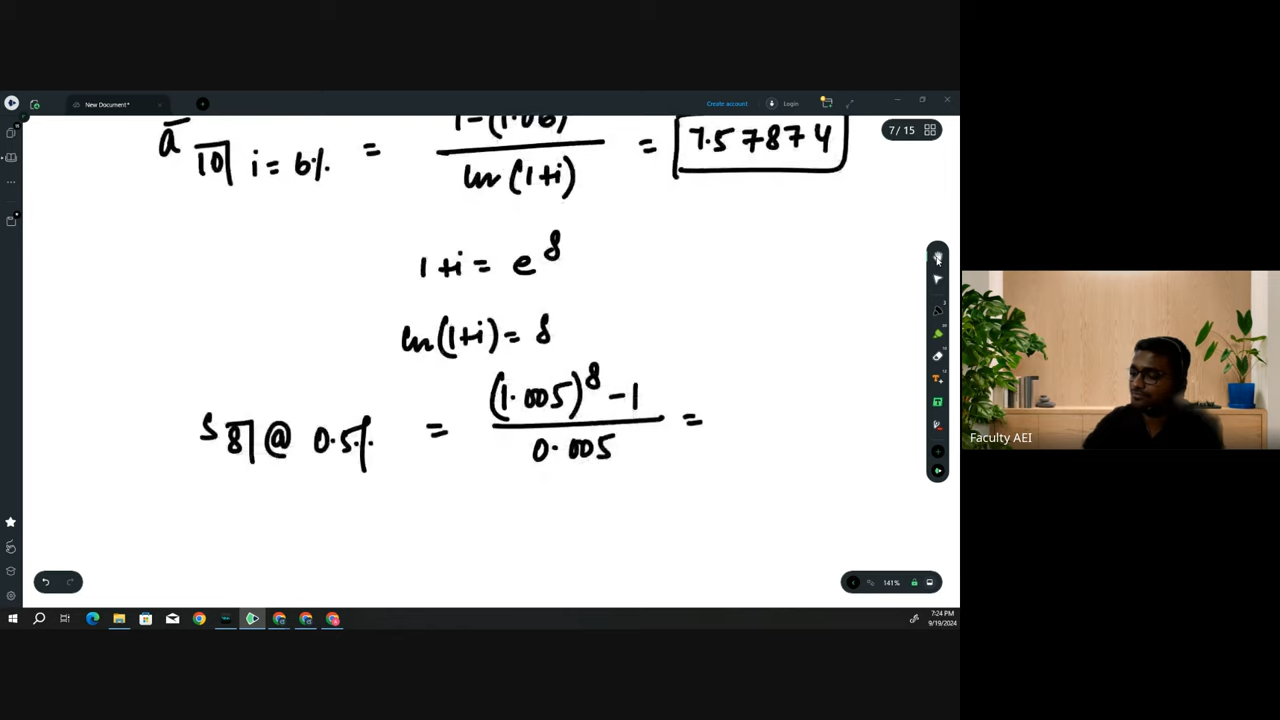 New Document*
Create account
Login
7 / 15
a̅ 10| i = 6% = 1-(1.06) / ln(1+i) = 7.57874
1+i = e^δ
ln(1+i) = δ
s 8| @ 0.5% = (1.005)^8 - 1 / 0.005 =
Faculty AEI
141%
7:24 PM
9/19/2024